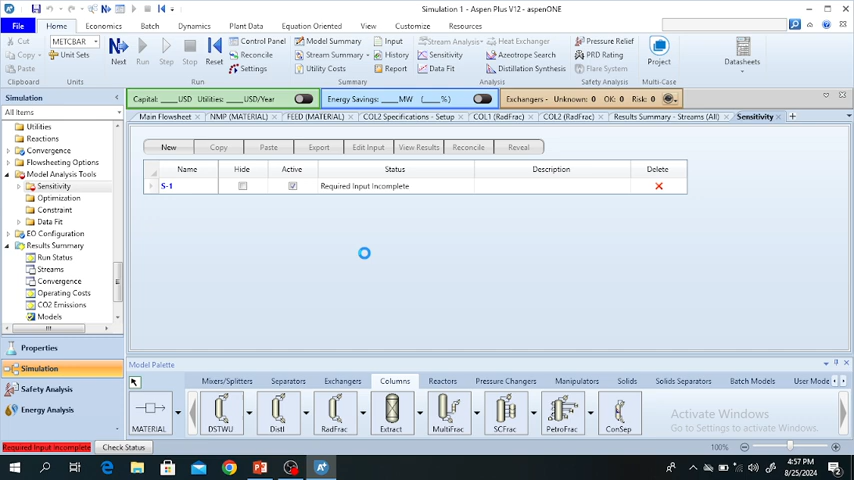 Simulation 1 - Aspen Plus V12 - aspenONE
File Home Economics Batch Dynamics Plant Data Equation Oriented View Customize Resources
Cut METCBAR Control Panel Model Summary Input Stream Analysis Heat Exchanger Pressure Relief
Copy Unit Sets Reconcile Stream Summary History Sensitivity Azeotrope Search PRD Rating
Paste Next Run Step Stop Reset Settings Utility Costs Report Data Fit Distillation Synthesis Flare System Project Datasheets
Clipboard Units Run Summary Analysis Safety Analysis Multi-Case
Simulation Capital: ____USD Utilities: ____USD/Year Energy Savings: ____MW (____%) Exchangers - Unknown: 0 OK: 0 Risk: 0
All Items Main Flowsheet NMP (MATERIAL) FEED (MATERIAL) COL2 Specifications - Setup COL1 (RadFrac) COL2 (RadFrac) Results Summary - Streams (All) Sensitivity
Utilities
Reactions
Convergence
Flowsheeting Options
Model Analysis Tools
Sensitivity
Optimization
Constraint
Data Fit
EO Configuration
Results Summary
Run Status
Streams
Convergence
Operating Costs
CO2 Emissions
Models
New Copy Paste Export Edit Input View Results Reconcile Reveal
Name Hide Active Status Description Delete
S-1 Required Input Incomplete
Properties
Simulation
Safety Analysis
Energy Analysis
Model Palette
Mixers/Splitters Separators Exchangers Columns Reactors Pressure Changers Manipulators Solids Solids Separators Batch Models User Mode
MATERIAL DSTWU Distl RadFrac Extract MultiFrac SCFrac PetroFrac ConSep
Activate Windows
Go to Settings to activate Windows.
Required Input Incomplete Check Status 100%
4:57 PM
8/25/2024
2